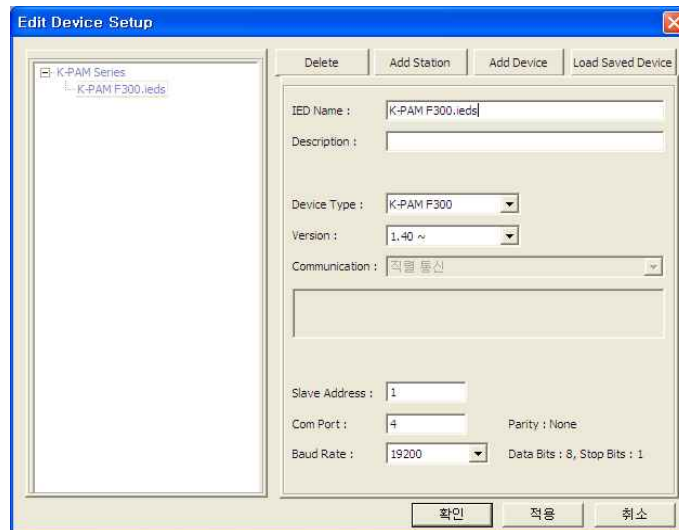 Edit Device Setup
K-PAM Series
K-PAM F300.ieds
Delete
Add Station
Add Device
Load Saved Device
IED Name :
K-PAM F300.ieds
Description :
Device Type :
K-PAM F300
Version :
1.40 ~
Communication :
직렬 통신
Slave Address :
1
Com Port :
4
Parity : None
Baud Rate :
19200
Data Bits : 8, Stop Bits : 1
확인
적용
취소